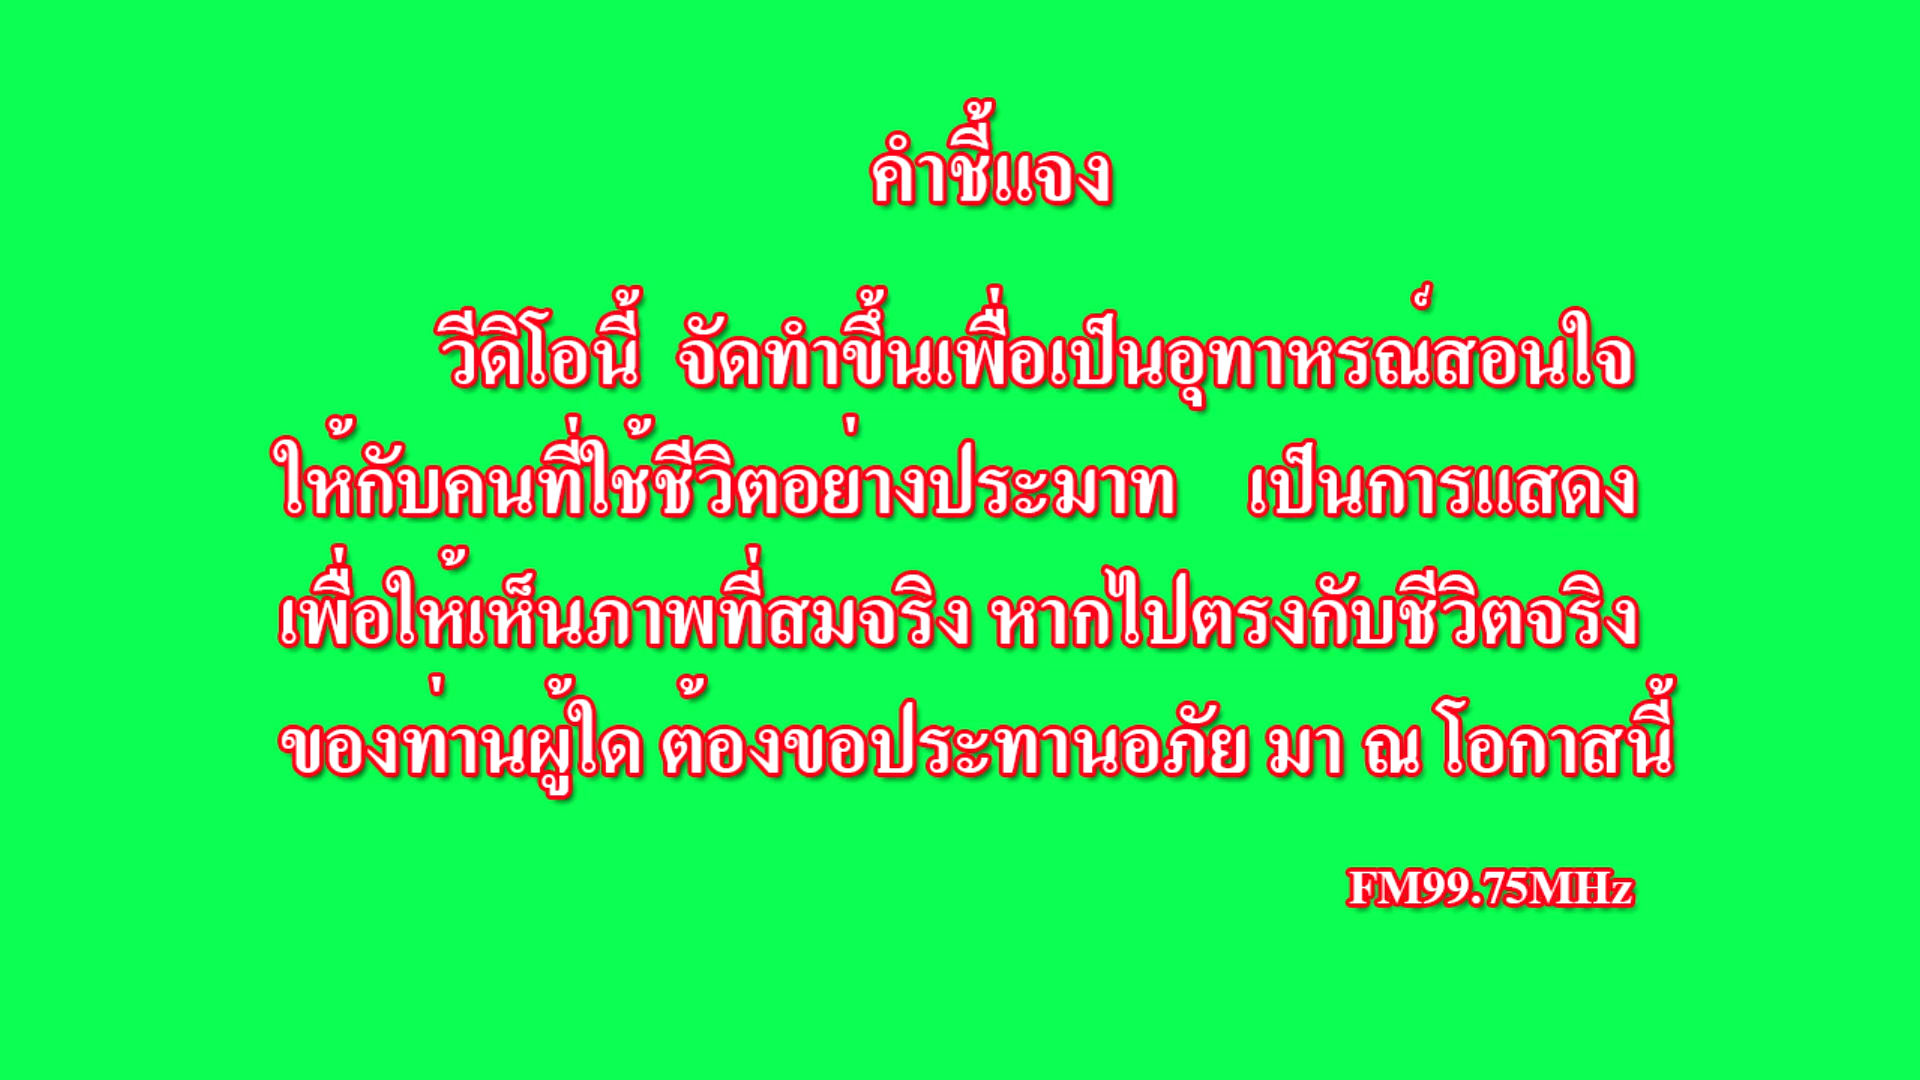 คำชี้แจง
วีดิโอนี้ จัดทำขึ้นเพื่อเป็นอุทาหรณ์สอนใจ
ให้กับคนที่ใช้ชีวิตอย่างประมาท เป็นการแสดง
เพื่อให้เห็นภาพที่สมจริง หากไปตรงกับชีวิตจริง
ของท่านผู้ใด ต้องขอประทานอภัย มา ณ โอกาสนี้
FM99.75MHz